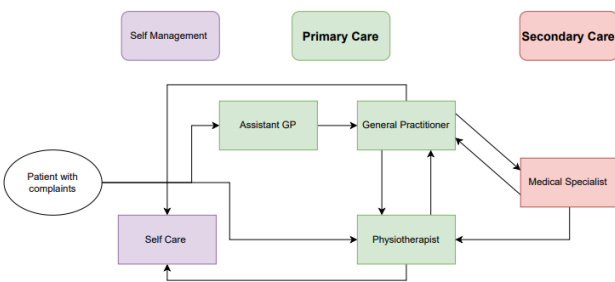 Self Management
Primary Care
Secondary Care
Assistant GP
General Practitioner
Patient with
complaints
Medical Specialist
Self Care
Physiotherapist